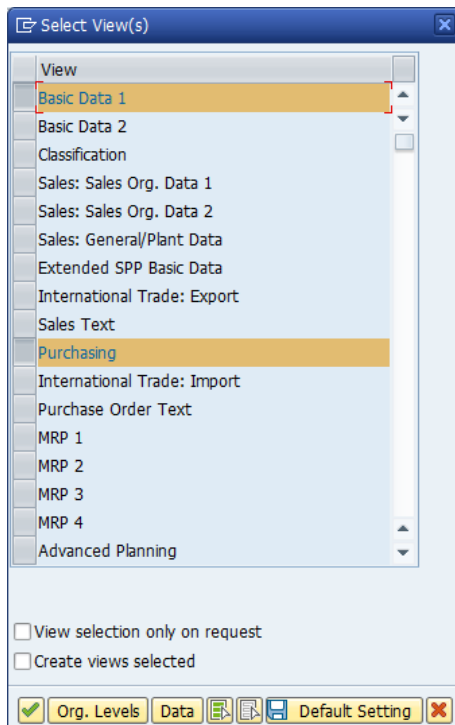 Select View(s)
View
Basic Data 1
Basic Data 2
Classification
Sales: Sales Org. Data 1
Sales: Sales Org. Data 2
Sales: General/Plant Data
Extended SPP Basic Data
International Trade: Export
Sales Text
Purchasing
International Trade: Import
Purchase Order Text
MRP 1
MRP 2
MRP 3
MRP 4
Advanced Planning
View selection only on request
Create views selected
Org. Levels Data Default Setting